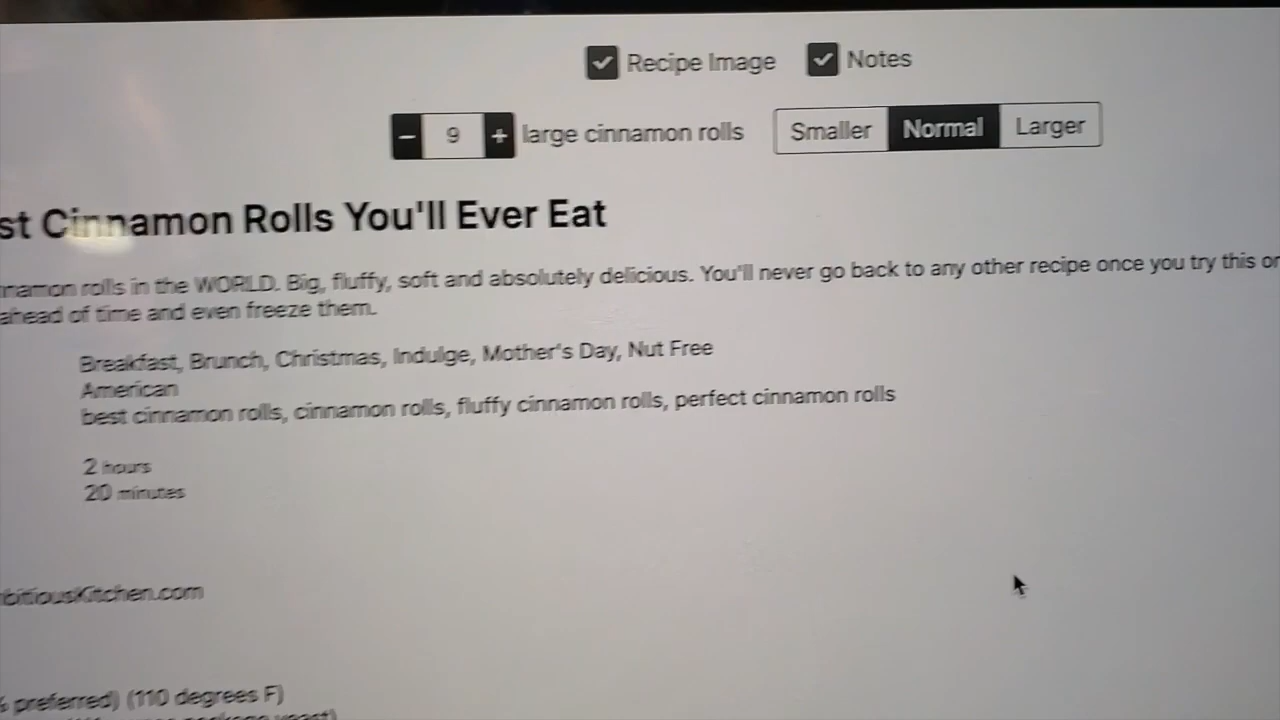 Recipe Image Notes
− 9 + large cinnamon rolls Smaller Normal Larger
st Cinnamon Rolls You'll Ever Eat
rolls in the WORLD. Big, fluffy, soft and absolutely delicious. You'll never go back to any other recipe once you try this
ahead of time and even freeze them.
Breakfast, Brunch, Christmas, Indulge, Mother's Day, Nut Free
American
best cinnamon rolls, cinnamon rolls, fluffy cinnamon rolls, perfect cinnamon rolls
2 hours
20 minutes
bitiousKitchen.com
preferred) (110 degrees F)